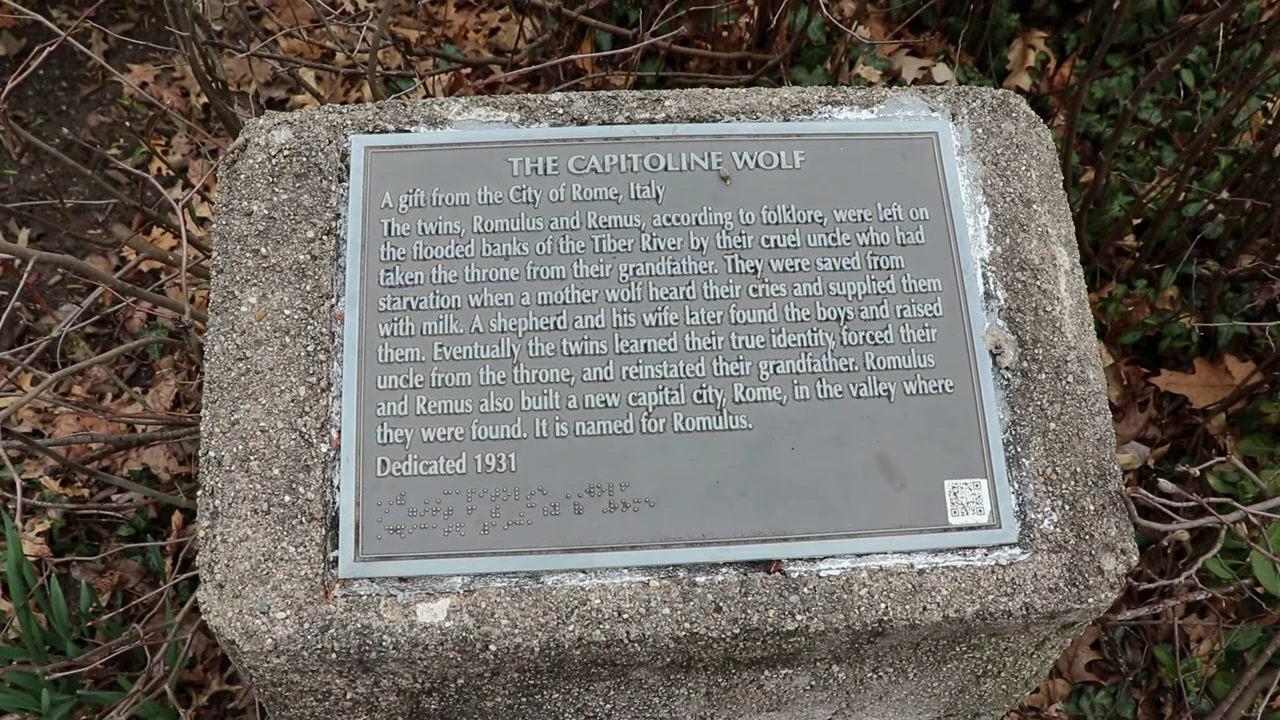 THE CAPITOLINE WOLF
A gift from the City of Rome, Italy
The twins, Romulus and Remus, according to folklore, were left on
the flooded banks of the Tiber River by their cruel uncle who had
taken the throne from their grandfather. They were saved from
starvation when a mother wolf heard their cries and supplied them
with milk. A shepherd and his wife later found the boys and raised
them. Eventually the twins learned their true identity, forced their
uncle from the throne, and reinstated their grandfather. Romulus
and Remus also built a new capital city, Rome, in the valley where
they were found. It is named for Romulus.
Dedicated 1931